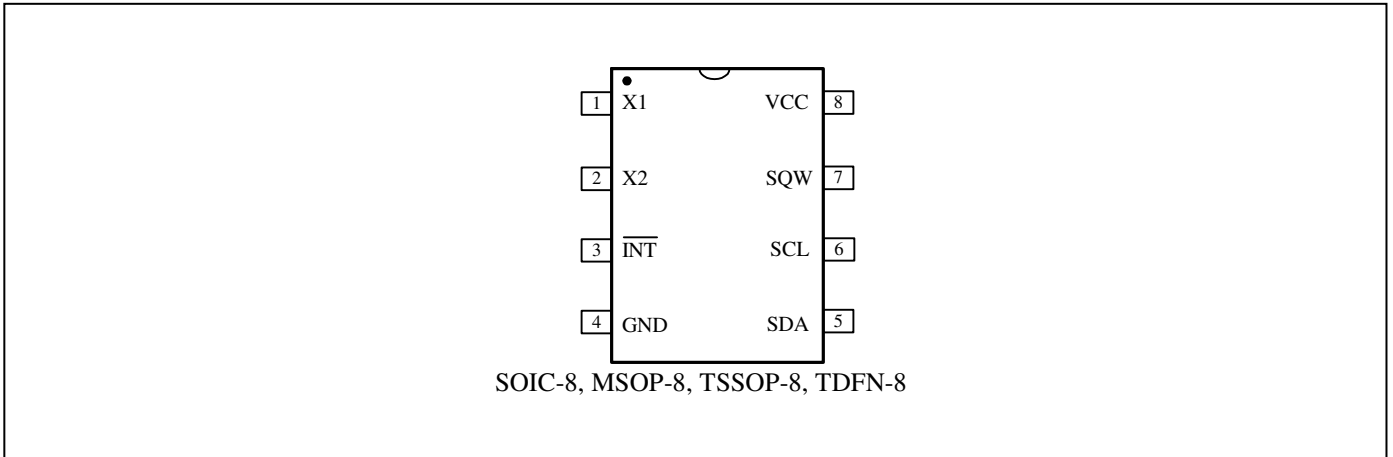 1 X1 VCC 8
2 X2 SQW 7
3 I̅N̅T̅ SCL 6
4 GND SDA 5
SOIC-8, MSOP-8, TSSOP-8, TDFN-8